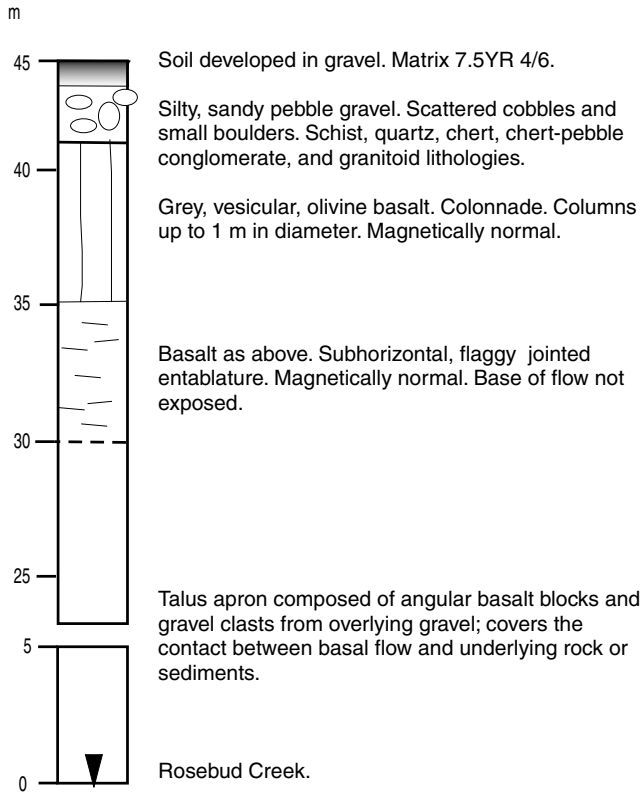 m
45
Soil developed in gravel. Matrix 7.5YR 4/6.
Silty, sandy pebble gravel. Scattered cobbles and
small boulders. Schist, quartz, chert, chert-pebble
conglomerate, and granitoid lithologies.
40
Grey, vesicular, olivine basalt. Colonnade. Columns
up to 1 m in diameter. Magnetically normal.
35
Basalt as above. Subhorizontal, flaggy jointed
entablature. Magnetically normal. Base of flow not
exposed.
30
25
Talus apron composed of angular basalt blocks and
gravel clasts from overlying gravel; covers the
contact between basal flow and underlying rock or
sediments.
5
Rosebud Creek.
0